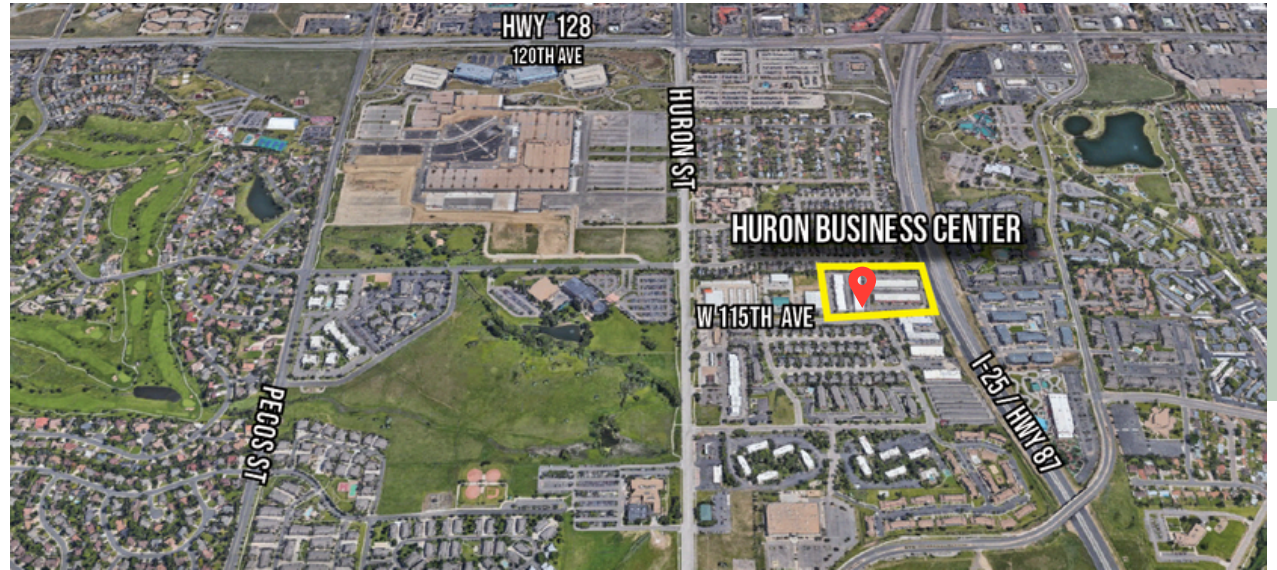 HWY 128
120TH AVE
HURON ST
HURON BUSINESS CENTER
W 115TH AVE
I-25 / HWY 87
PECOS ST